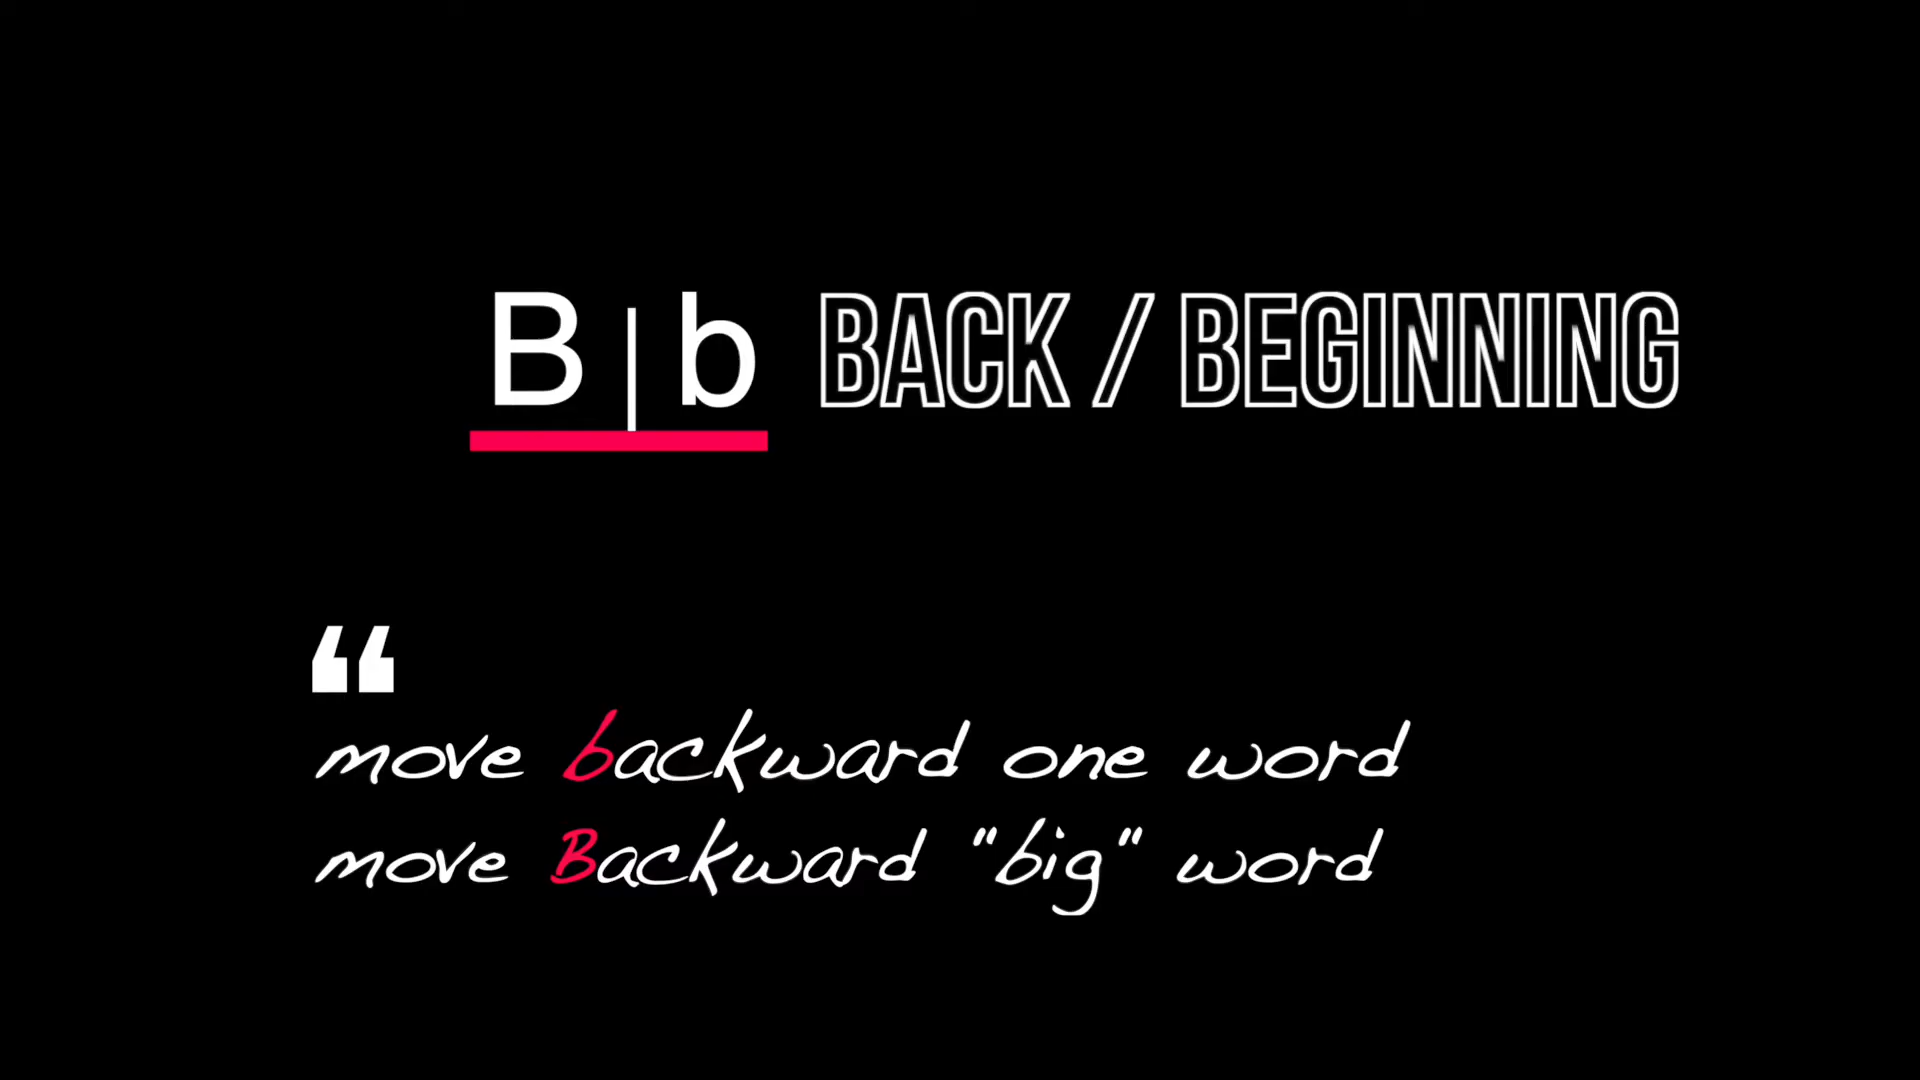 B | b BACK / BEGINNING
“
move backward one word
move Backward "big" word